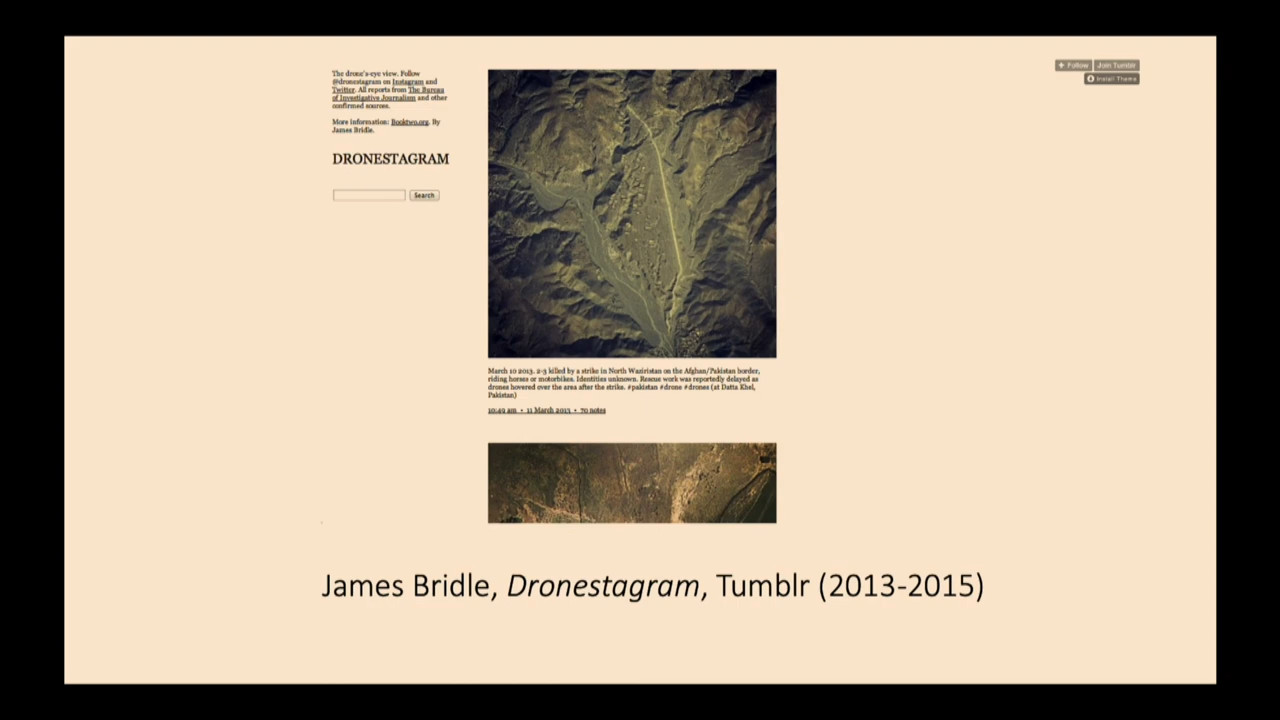 The drone's-eye view. Follow
@dronestagram on Instagram and
Twitter. All reports from The Bureau
of Investigative Journalism and other
confirmed sources.
More information: Booktwo.org. By
James Bridle.
DRONESTAGRAM
Search
+ Follow
Join Tumblr
Install Theme
March 10 2013. 2-3 killed by a strike in North Waziristan on the Afghan/Pakistan border,
riding horses or motorbikes. Identities unknown. Rescue work was reportedly delayed as
drones hovered over the area after the strike. #pakistan #drone #drones (at Datta Khel,
Pakistan)
10:49 am • 11 March 2013 • 70 notes
James Bridle, Dronestagram, Tumblr (2013-2015)